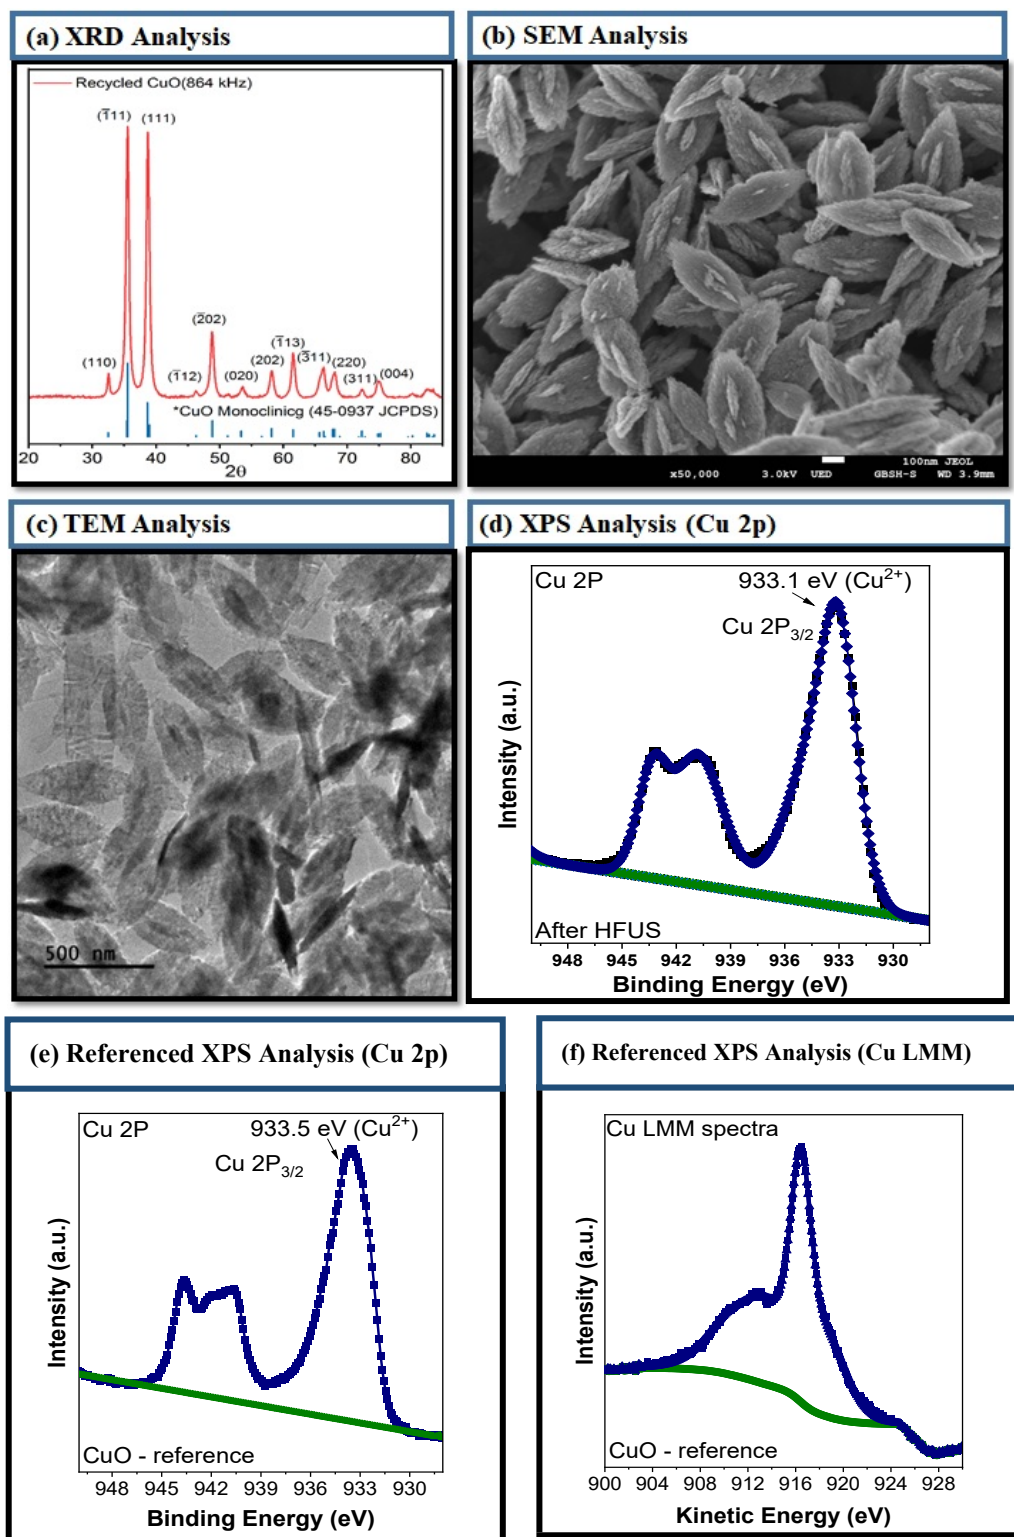 (a) XRD Analysis
Recycled CuO(864 kHz)
(1̅11)
(111)
(110)
(1̅12)
(2̅02)
(020)
(202)
(1̅13)
(3̅11)
(220)
(311)
(004)
*CuO Monoclinicg (45-0937 JCPDS)
20 30 40 50 60 70 80
2θ
(b) SEM Analysis
100nm JEOL
x50,000 3.0kV UED GBSH-S WD 3.9mm
(c) TEM Analysis
500 nm
(d) XPS Analysis (Cu 2p)
Cu 2P
933.1 eV (Cu²⁺)
Cu 2P₃/₂
Intensity (a.u.)
After HFUS
948 945 942 939 936 933 930
Binding Energy (eV)
(e) Referenced XPS Analysis (Cu 2p)
Cu 2P
933.5 eV (Cu²⁺)
Cu 2P₃/₂
Intensity (a.u.)
CuO - reference
948 945 942 939 936 933 930
Binding Energy (eV)
(f) Referenced XPS Analysis (Cu LMM)
Cu LMM spectra
Intensity (a.u.)
CuO - reference
900 904 908 912 916 920 924 928
Kinetic Energy (eV)